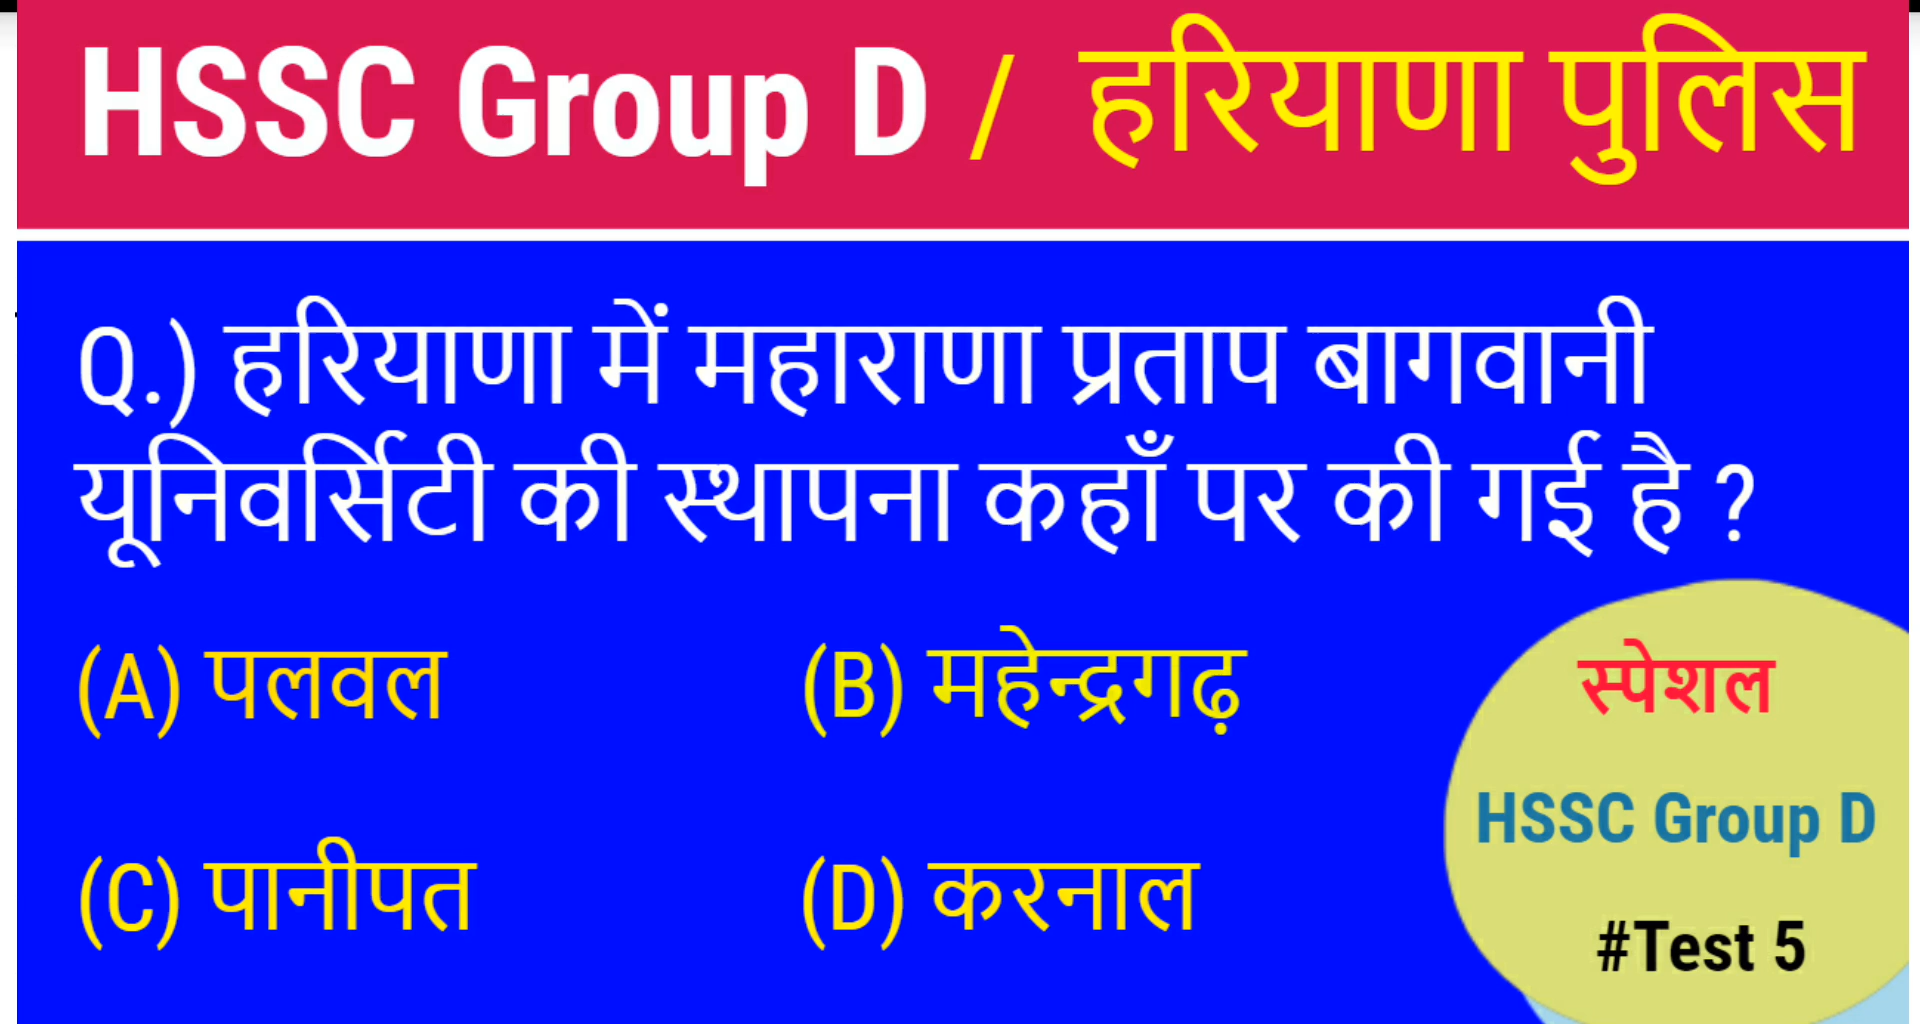 HSSC Group D / हरियाणा पुलिस
Q.) हरियाणा में महाराणा प्रताप बागवानी
यूनिवर्सिटी की स्थापना कहाँ पर की गई है ?
(A) पलवल (B) महेन्द्रगढ़
(C) पानीपत (D) करनाल
स्पेशल
HSSC Group D
#Test 5